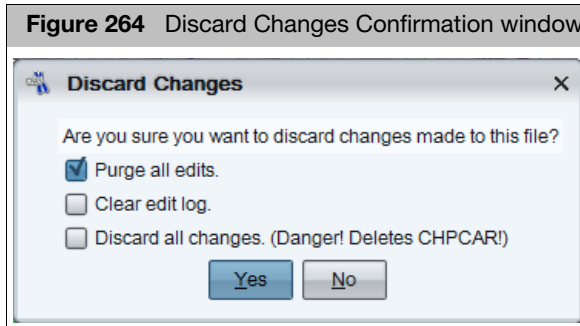 Figure 264 Discard Changes Confirmation window
Discard Changes
Are you sure you want to discard changes made to this file?
Purge all edits.
Clear edit log.
Discard all changes. (Danger! Deletes CHPCAR!)
Yes No